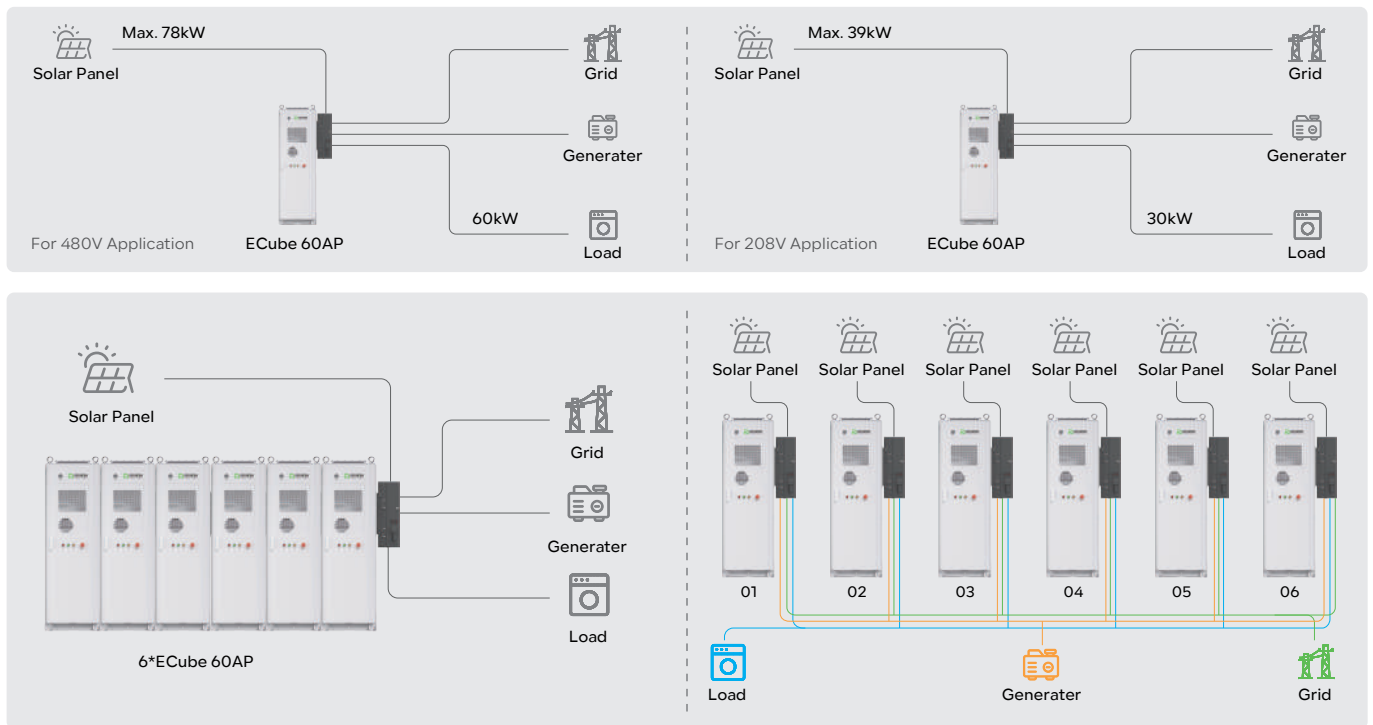 Max. 78kW
Solar Panel
Grid
Generater
60kW
For 480V Application
ECube 60AP
Load
Max. 39kW
Solar Panel
Grid
Generater
30kW
For 208V Application
ECube 60AP
Load
Solar Panel
Grid
Generater
Load
6*ECube 60AP
Solar Panel Solar Panel Solar Panel Solar Panel Solar Panel Solar Panel
01 02 03 04 05 06
Load Generater Grid